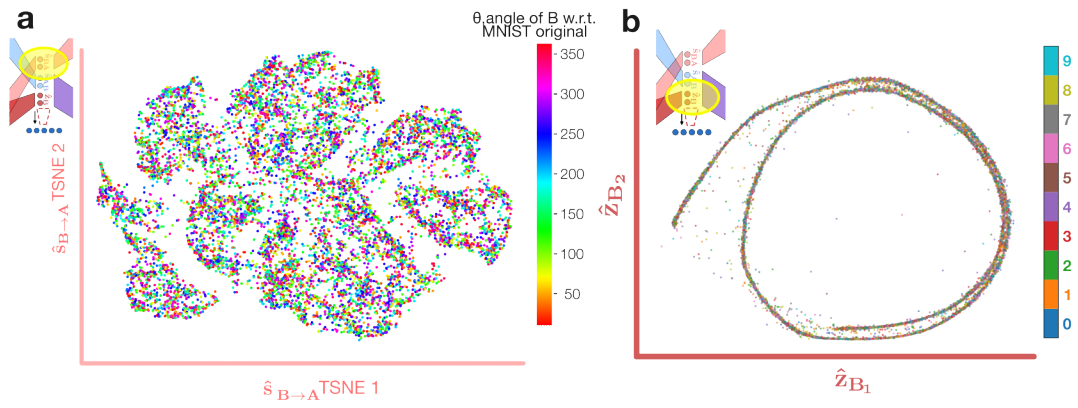 a
θ angle of B w.r.t.
MNIST original
350
300
250
200
150
100
50
ŝ B→A TSNE 2
ŝ B→A TSNE 1
b
9
8
7
6
5
4
3
2
1
0
ẑB2
ẑB1